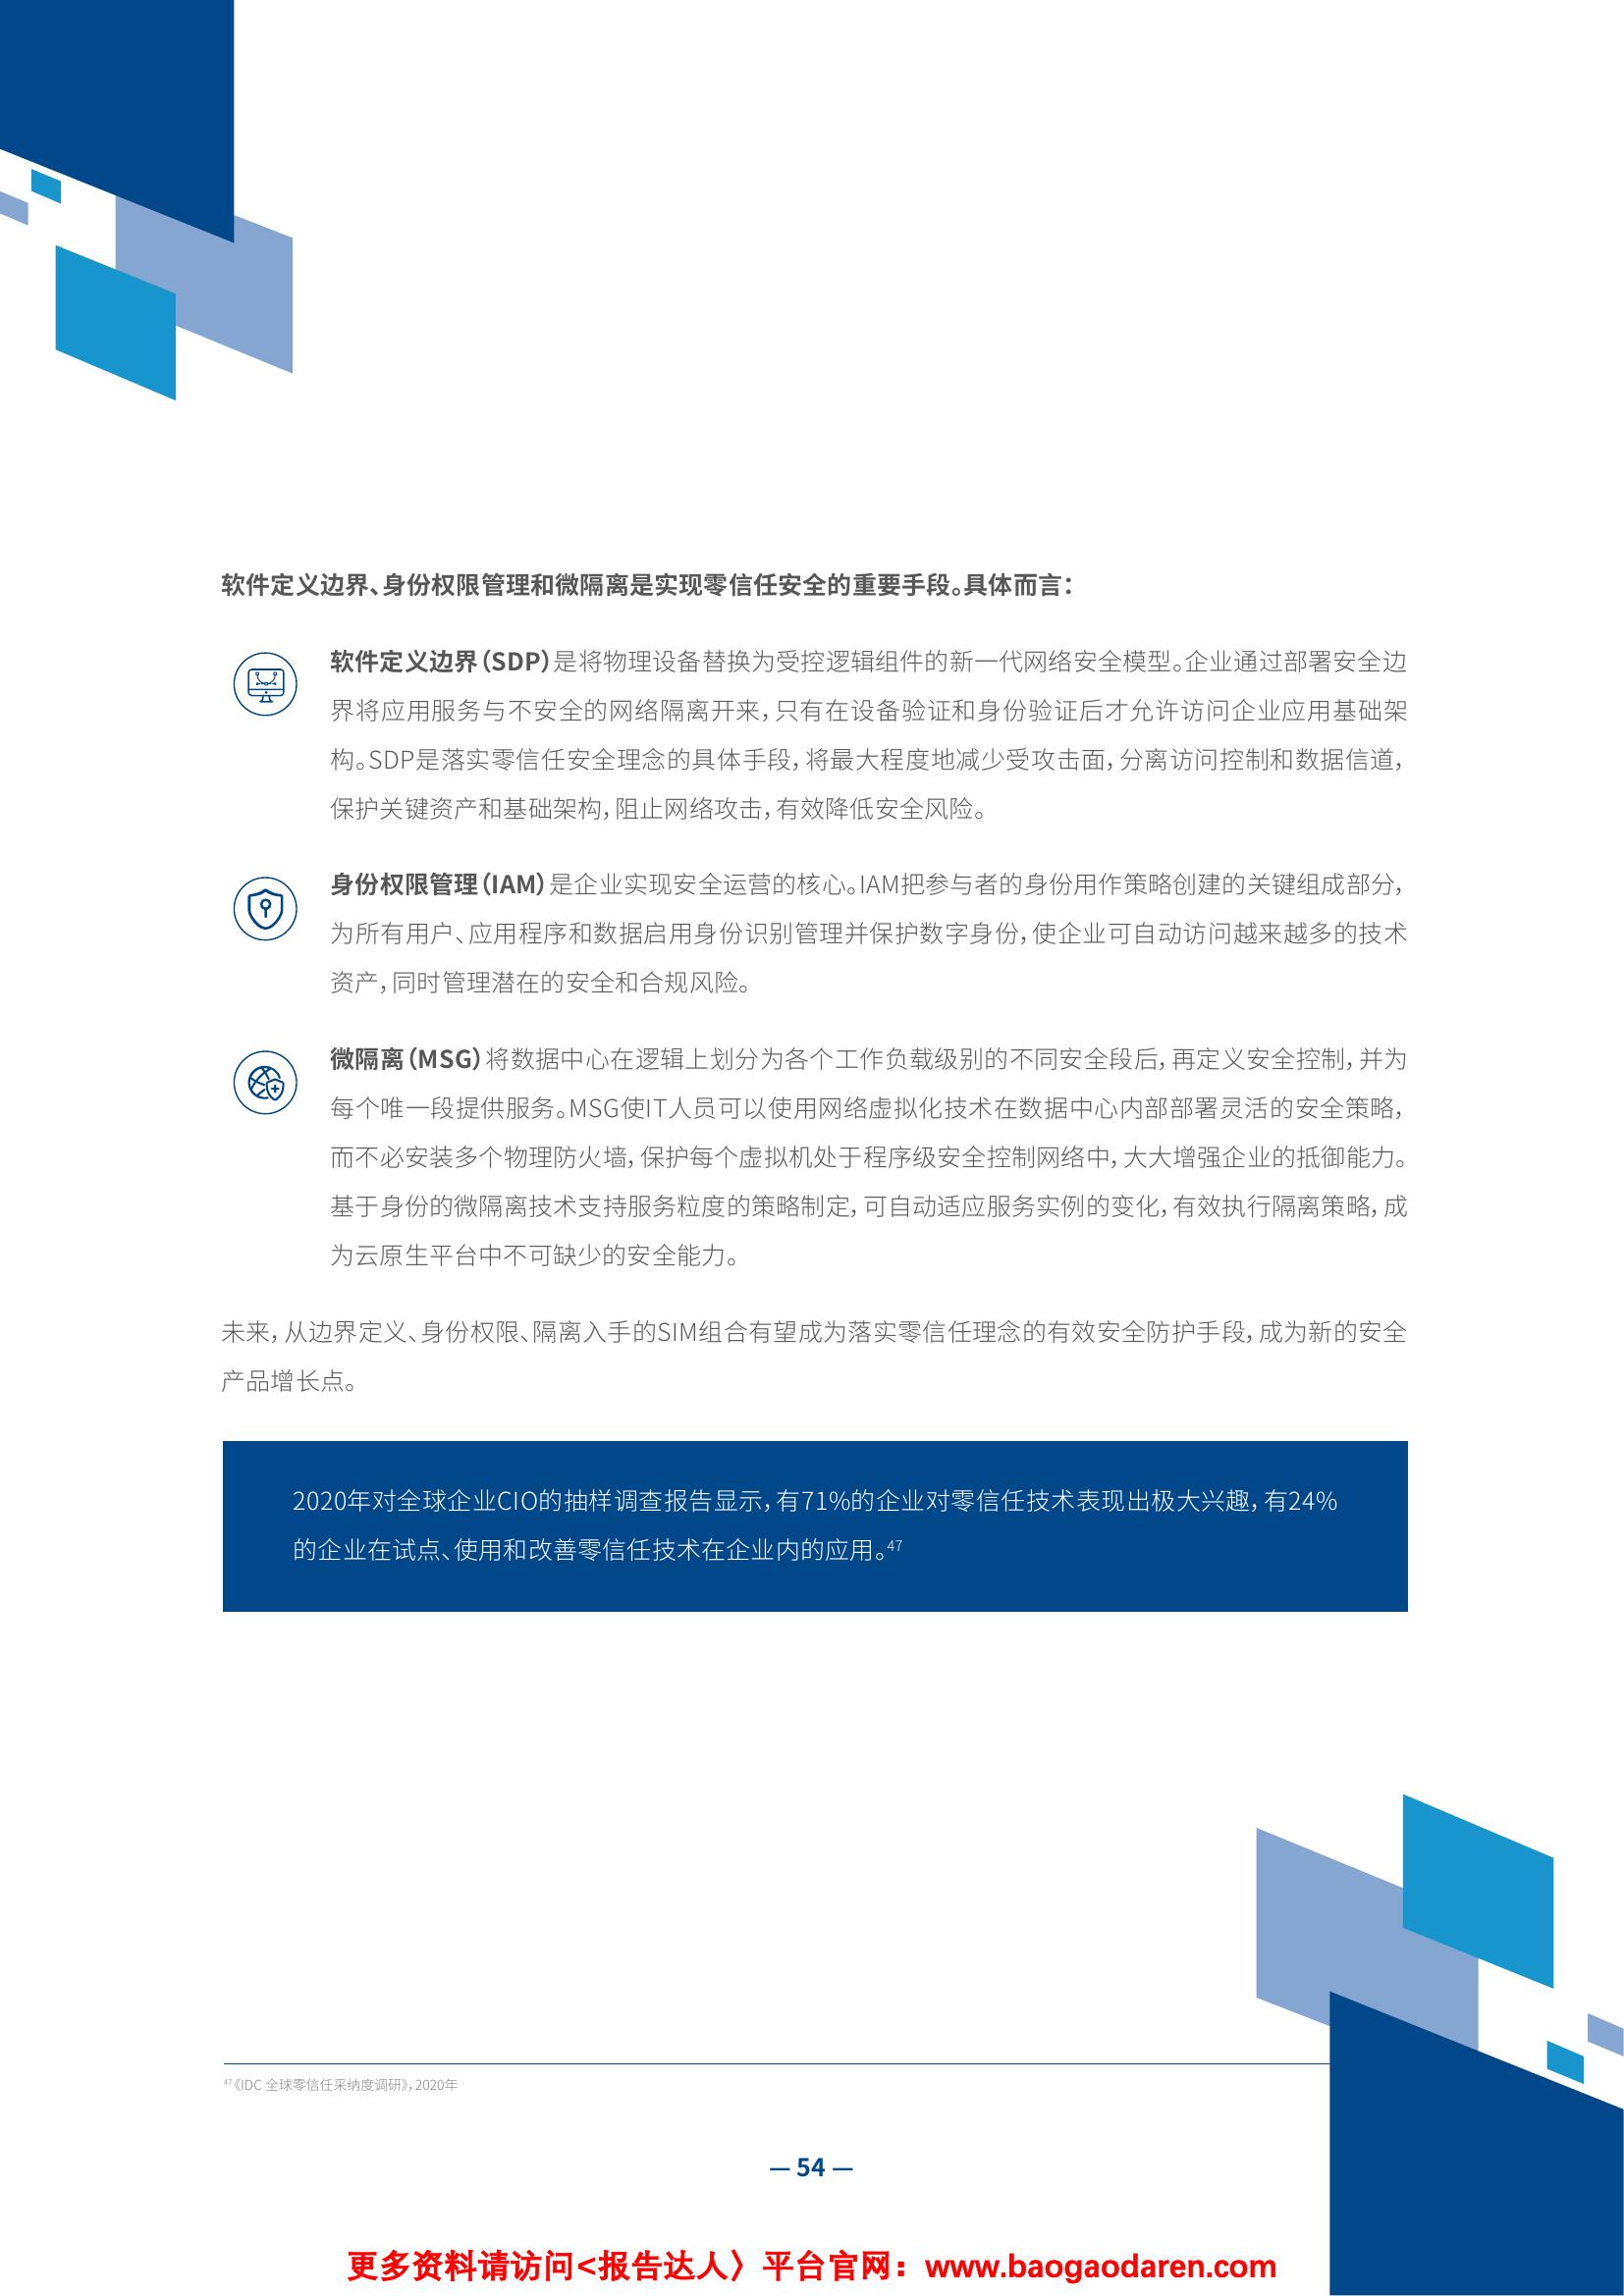 软件定义边界、身份权限管理和微隔离是实现零信任安全的重要手段。具体而言：
软件定义边界（SDP）是将物理设备替换为受控逻辑组件的新一代网络安全模型。企业通过部署安全边
界将应用服务与不安全的网络隔离开来，只有在设备验证和身份验证后才允许访问企业应用基础架
构。SDP是落实零信任安全理念的具体手段，将最大程度地减少受攻击面，分离访问控制和数据信道，
保护关键资产和基础架构，阻止网络攻击，有效降低安全风险。
身份权限管理（IAM）是企业实现安全运营的核心。IAM把参与者的身份用作策略创建的关键组成部分，
为所有用户、应用程序和数据启用身份识别管理并保护数字身份，使企业可自动访问越来越多的技术
资产，同时管理潜在的安全和合规风险。
微隔离（MSG）将数据中心在逻辑上划分为各个工作负载级别的不同安全段后，再定义安全控制，并为
每个唯一段提供服务。MSG使IT人员可以使用网络虚拟化技术在数据中心内部部署灵活的安全策略，
而不必安装多个物理防火墙，保护每个虚拟机处于程序级安全控制网络中，大大增强企业的抵御能力。
基于身份的微隔离技术支持服务粒度的策略制定，可自动适应服务实例的变化，有效执行隔离策略，成
为云原生平台中不可缺少的安全能力。
未来，从边界定义、身份权限、隔离入手的SIM组合有望成为落实零信任理念的有效安全防护手段，成为新的安全
产品增长点。
2020年对全球企业CIO的抽样调查报告显示，有71%的企业对零信任技术表现出极大兴趣，有24%
的企业在试点、使用和改善零信任技术在企业内的应用。47
47《IDC 全球零信任采纳度调研》，2020年
— 54 —
更多资料请访问<报告达人〉平台官网：www.baogaodaren.com